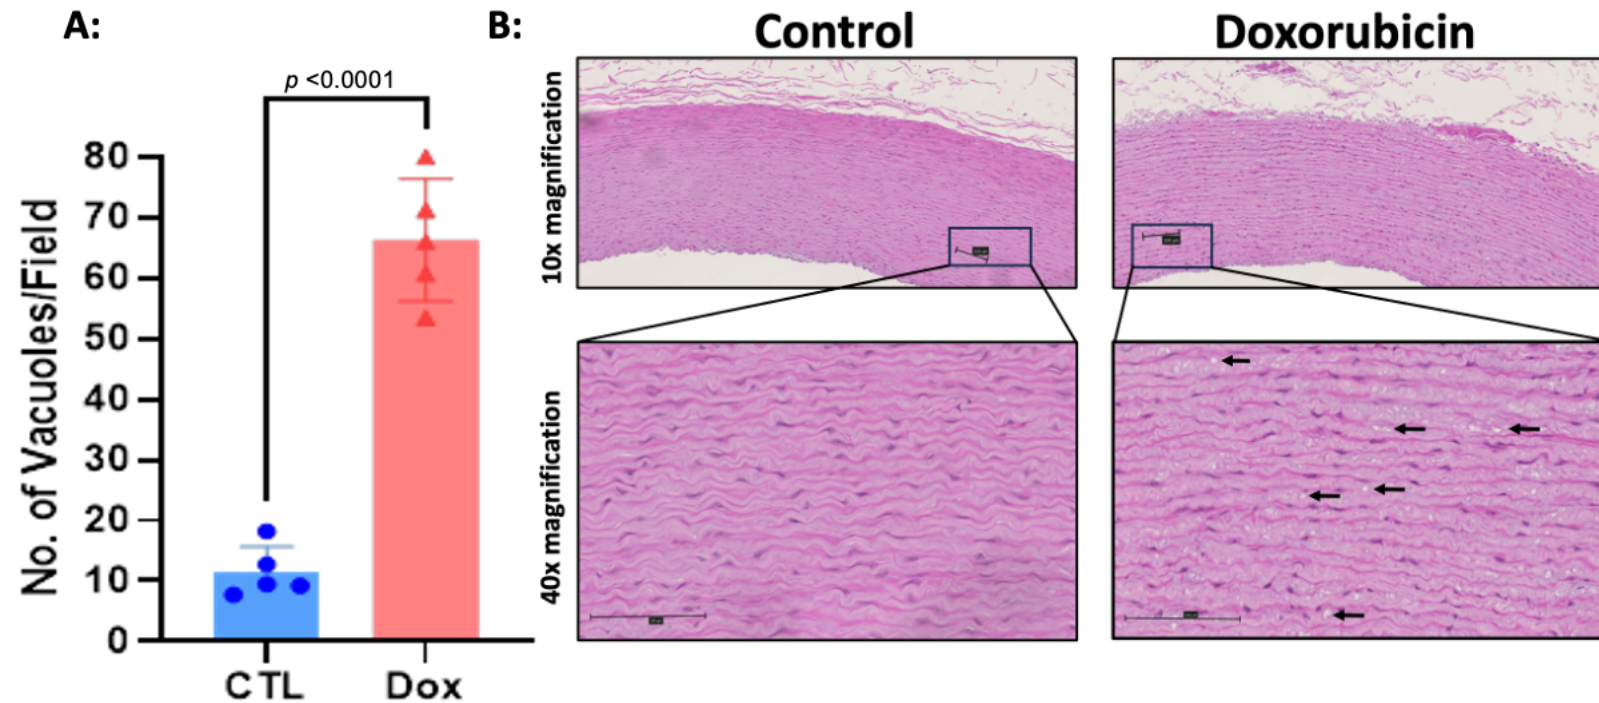 A:
p <0.0001
No. of Vacuoles/Field
80
70
60
50
40
30
20
10
0
CTL Dox
B:
Control Doxorubicin
10x magnification
40x magnification